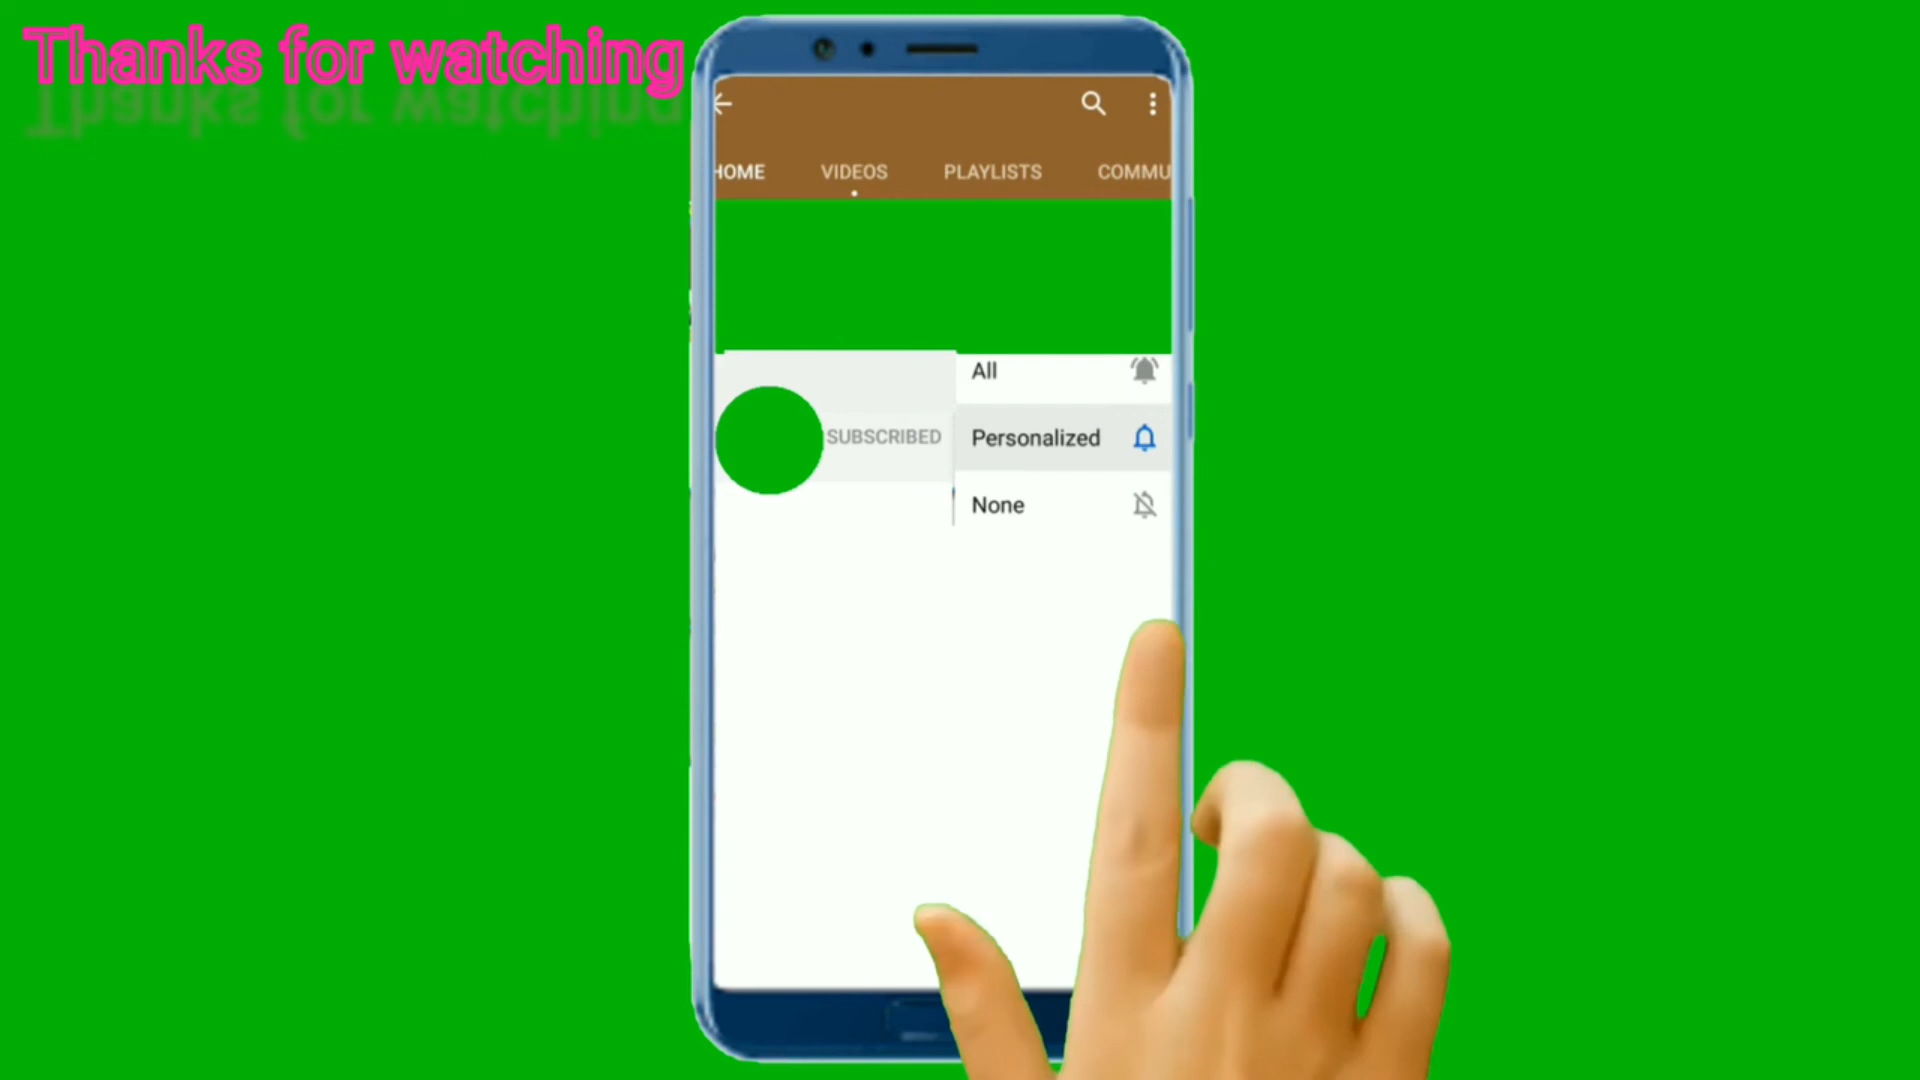 Thanks for watching
HOME VIDEOS PLAYLISTS COMMU
All
SUBSCRIBED Personalized
None